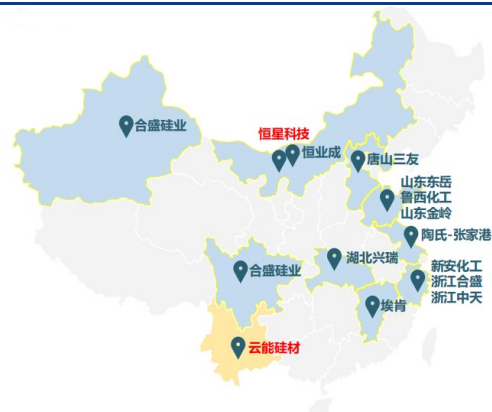 恒星科技
合盛硅业
恒业成
唐山三友
山东东岳
鲁西化工
山东金岭
陶氏-张家港
湖北兴瑞
新安化工
合盛硅业
浙江合盛
浙江中天
埃肯
云能硅材